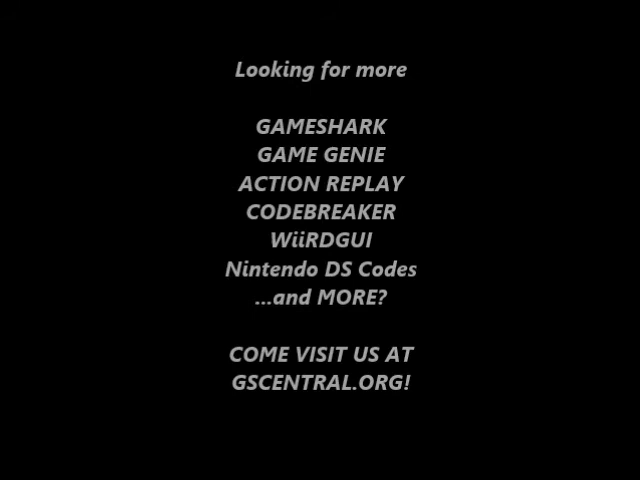 Looking for more
GAMESHARK
GAME GENIE
ACTION REPLAY
CODEBREAKER
WiiRDGUI
Nintendo DS Codes
...and MORE?
COME VISIT US AT
GSCENTRAL.ORG!